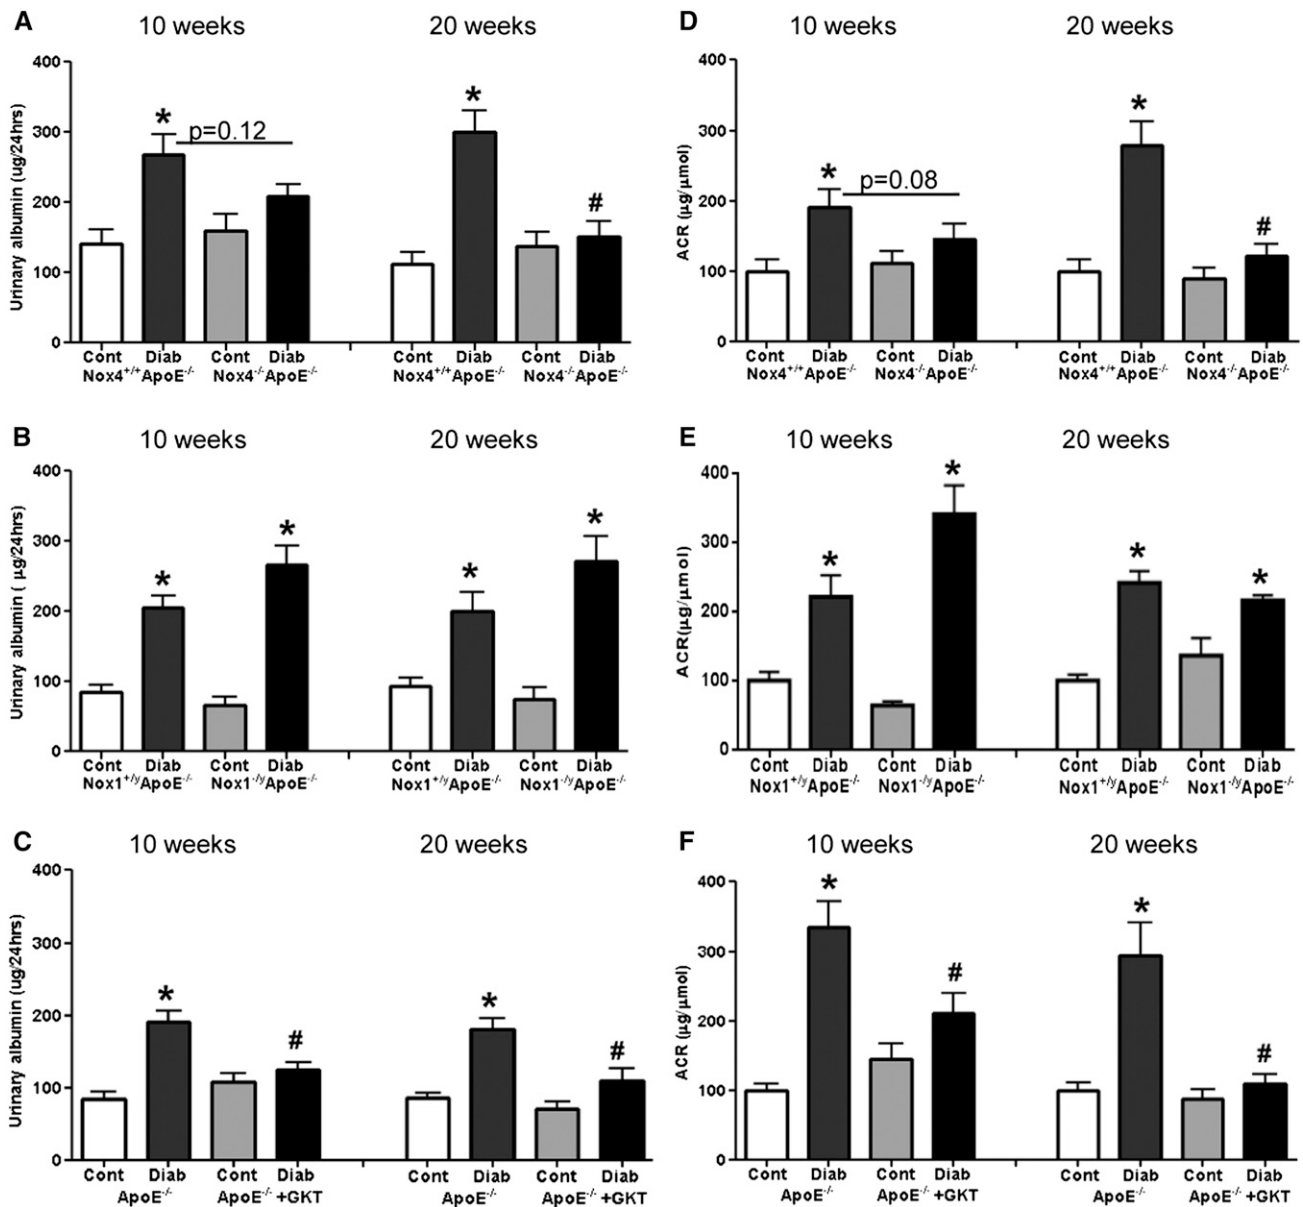 A
10 weeks
20 weeks
Urinary albumin (ug/24hrs)
400
300
200
100
0
*
p=0.12
*
#
Cont Diab Cont Diab
Nox4+/+ApoE-/- Nox4-/-ApoE-/-
Cont Diab Cont Diab
Nox4+/+ApoE-/- Nox4-/-ApoE-/-
D
10 weeks
20 weeks
ACR (µg/µmol)
400
300
200
100
0
*
p=0.08
*
#
Cont Diab Cont Diab
Nox4+/+ApoE-/- Nox4-/-ApoE-/-
Cont Diab Cont Diab
Nox4+/+ApoE-/- Nox4-/-ApoE-/-
B
10 weeks
20 weeks
Urinary albumin ( µg/24hrs)
400
300
200
100
0
*
*
*
*
Cont Diab Cont Diab
Nox1+/yApoE-/- Nox1-/yApoE-/-
Cont Diab Cont Diab
Nox1+/yApoE-/- Nox1-/yApoE-/-
E
10 weeks
20 weeks
ACR(µg/µmol)
400
300
200
100
0
*
*
*
*
Cont Diab Cont Diab
Nox1+/yApoE-/- Nox1-/yApoE-/-
Cont Diab Cont Diab
Nox1+/yApoE-/- Nox1-/yApoE-/-
C
10 weeks
20 weeks
Urinary albumin (ug/24hrs)
400
300
200
100
0
*
#
*
#
Cont Diab Cont Diab
ApoE-/- ApoE-/- +GKT
Cont Diab Cont Diab
ApoE-/- ApoE-/- +GKT
F
10 weeks
20 weeks
ACR (µg/µmol)
400
300
200
100
0
*
#
*
#
Cont Diab Cont Diab
ApoE-/- ApoE-/- +GKT
Cont Diab Cont Diab
ApoE-/- ApoE-/- +GKT